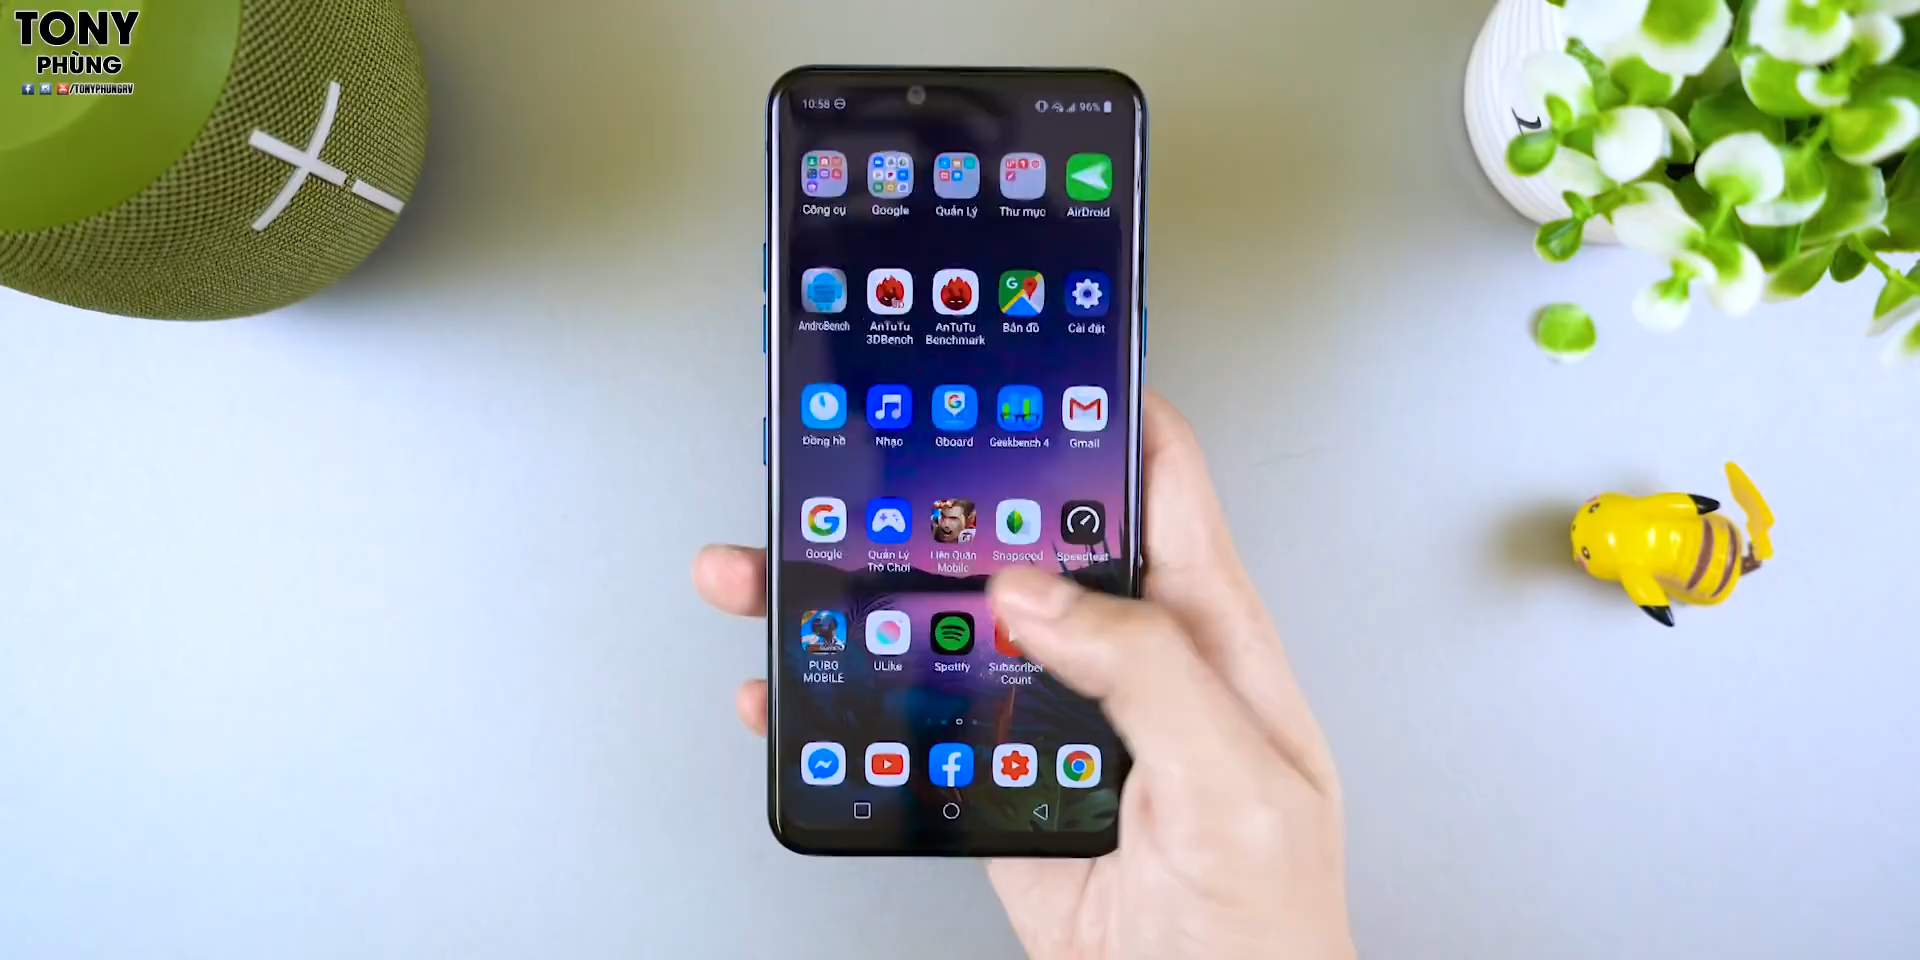 TONY
PHÙNG
/TONYPHUNGRV
10:58
96%
Công cụ
Google
Quản Lý
Thư mục
AirDroid
AndroBench
AnTuTu
3DBench
AnTuTu
Benchmark
Bản đồ
Cài đặt
Đồng hồ
Nhạc
Gboard
Geekbench 4
Gmail
Google
Quản Lý
Trò Chơi
Liên Quân
Mobile
Snapseed
Speedtest
PUBG
MOBILE
ULike
Spotify
Subscriber
Count